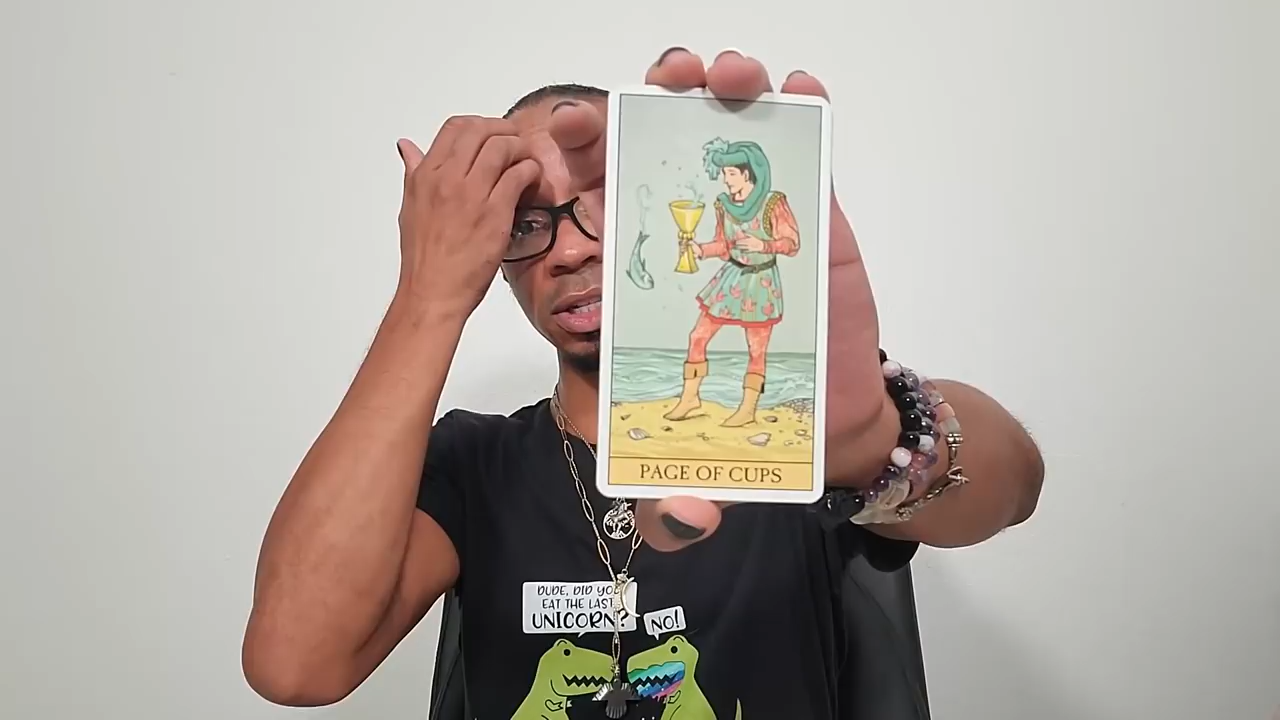 PAGE OF CUPS
DUDE, DID YOU
EAT THE LAST
UNICORN?
NO!